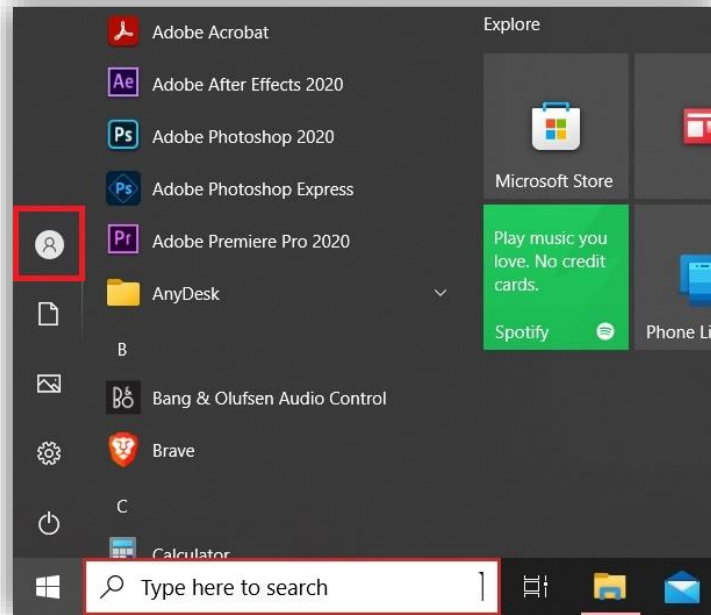 Adobe Acrobat
Ae Adobe After Effects 2020
Ps Adobe Photoshop 2020
Ps Adobe Photoshop Express
Pr Adobe Premiere Pro 2020
AnyDesk
B
Bang & Olufsen Audio Control
Brave
C
Calculator
Type here to search
Explore
Microsoft Store
Play music you
love. No credit
cards.
Spotify
Phone Li